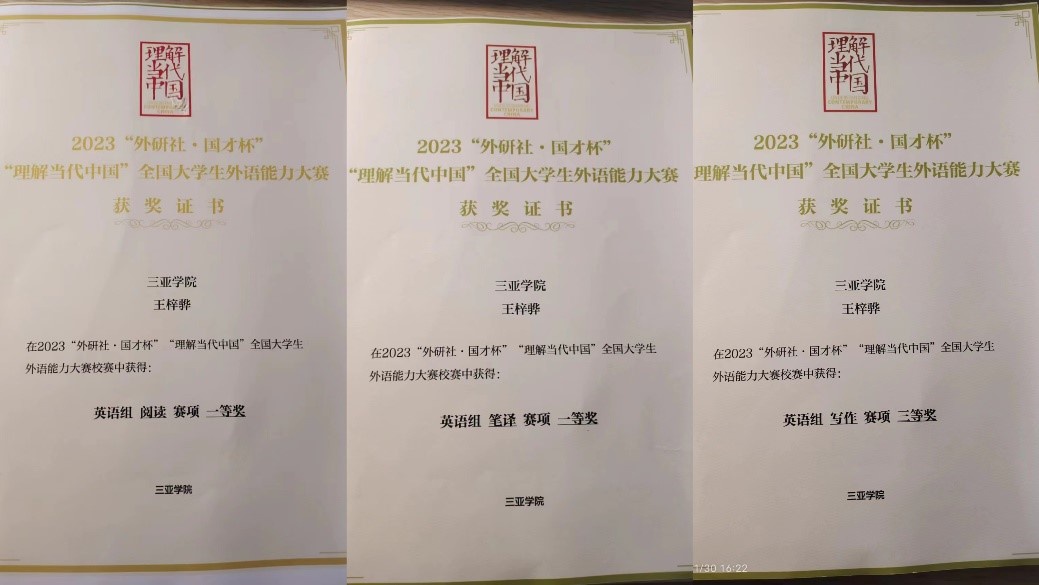 理解
当代
中国
CONTEMPORARY
CHINA
2023“外研社·国才杯”
“理解当代中国”全国大学生外语能力大赛
获奖证书
三亚学院
王梓骅
在2023“外研社·国才杯”“理解当代中国”全国大学生
外语能力大赛校赛中获得：
英语组 阅读 赛项 一等奖
三亚学院
理解
当代
中国
CONTEMPORARY
CHINA
2023“外研社·国才杯”
“理解当代中国”全国大学生外语能力大赛
获奖证书
三亚学院
王梓骅
在2023“外研社·国才杯”“理解当代中国”全国大学生
外语能力大赛校赛中获得：
英语组 笔译 赛项 一等奖
三亚学院
理解
当代
中国
CONTEMPORARY
CHINA
2023“外研社·国才杯”
“理解当代中国”全国大学生外语能力大赛
获奖证书
三亚学院
王梓骅
在2023“外研社·国才杯”“理解当代中国”全国大学生
外语能力大赛校赛中获得：
英语组 写作 赛项 三等奖
三亚学院
1/30 16:22